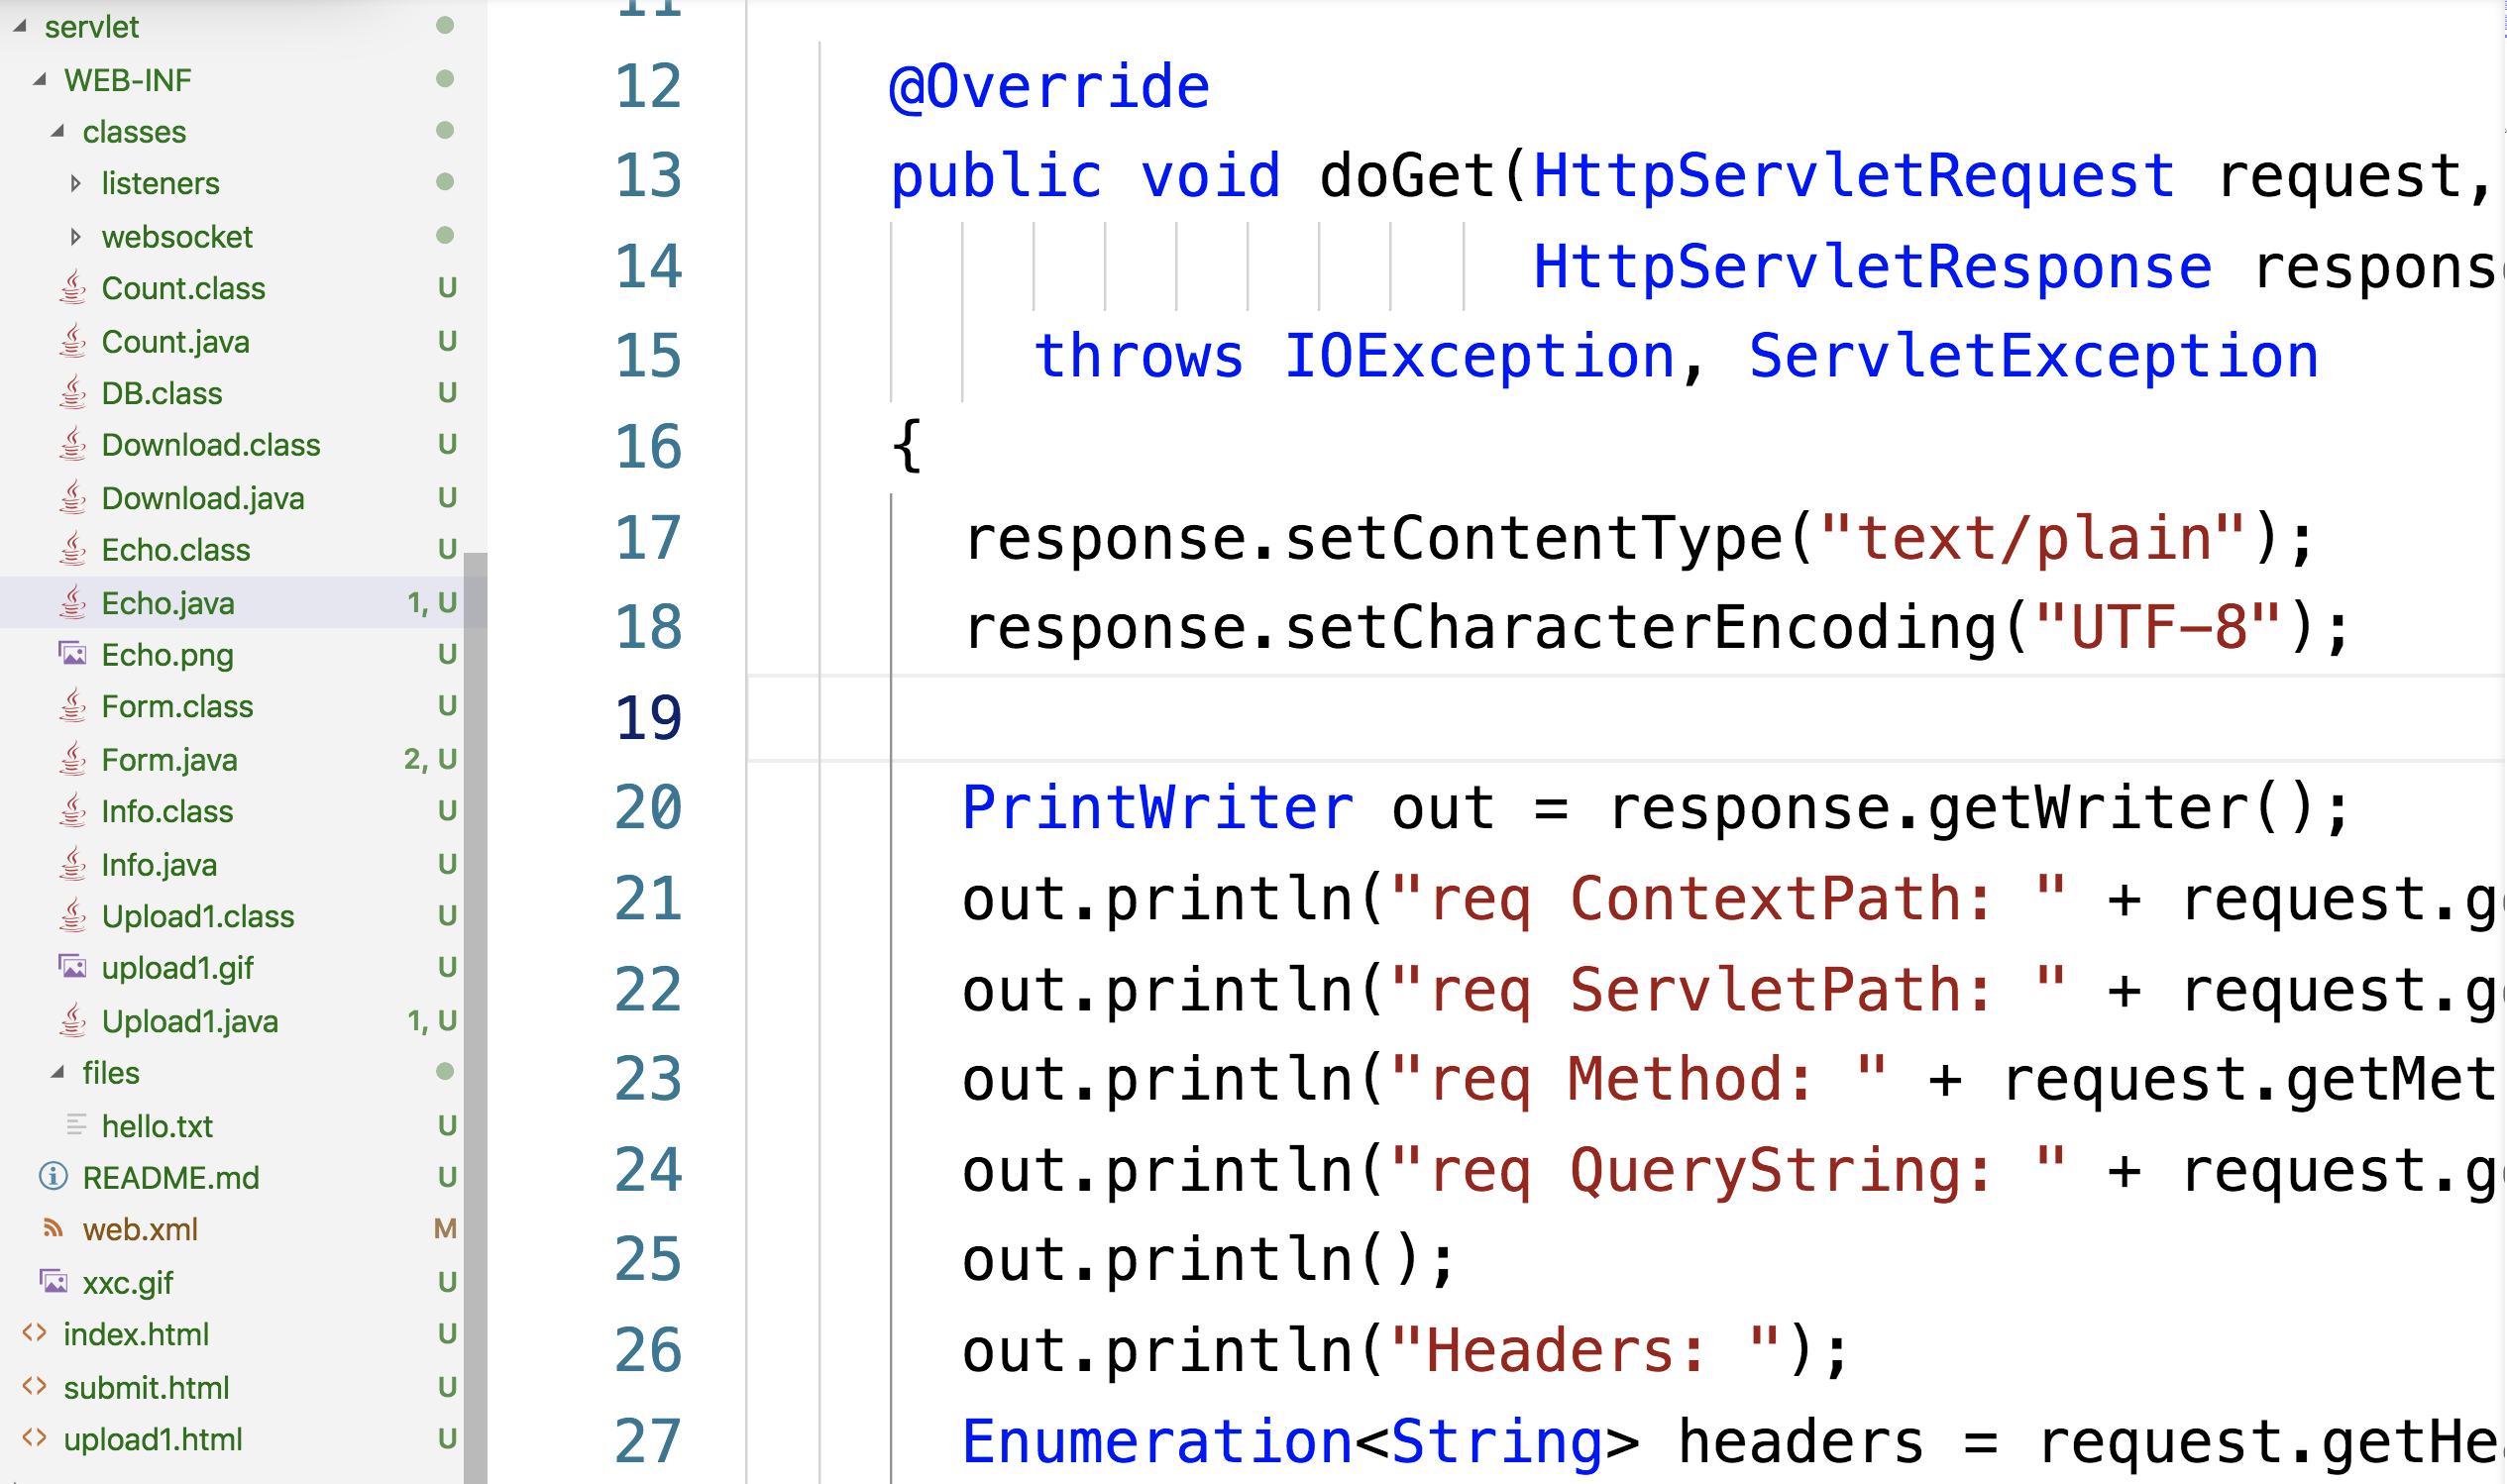 servlet
WEB-INF
classes
listeners
websocket
Count.class U
Count.java U
DB.class U
Download.class U
Download.java U
Echo.class U
Echo.java 1, U
Echo.png U
Form.class U
Form.java 2, U
Info.class U
Info.java U
Upload1.class U
upload1.gif U
Upload1.java 1, U
files
hello.txt U
README.md U
web.xml M
xxc.gif U
index.html U
submit.html U
upload1.html U
11
12 @Override
13 public void doGet(HttpServletRequest request,
14 HttpServletResponse respons
15 throws IOException, ServletException
16 {
17 response.setContentType("text/plain");
18 response.setCharacterEncoding("UTF-8");
19
20 PrintWriter out = response.getWriter();
21 out.println("req ContextPath: " + request.g
22 out.println("req ServletPath: " + request.g
23 out.println("req Method: " + request.getMet
24 out.println("req QueryString: " + request.g
25 out.println();
26 out.println("Headers: ");
27 Enumeration<String> headers = request.getHe